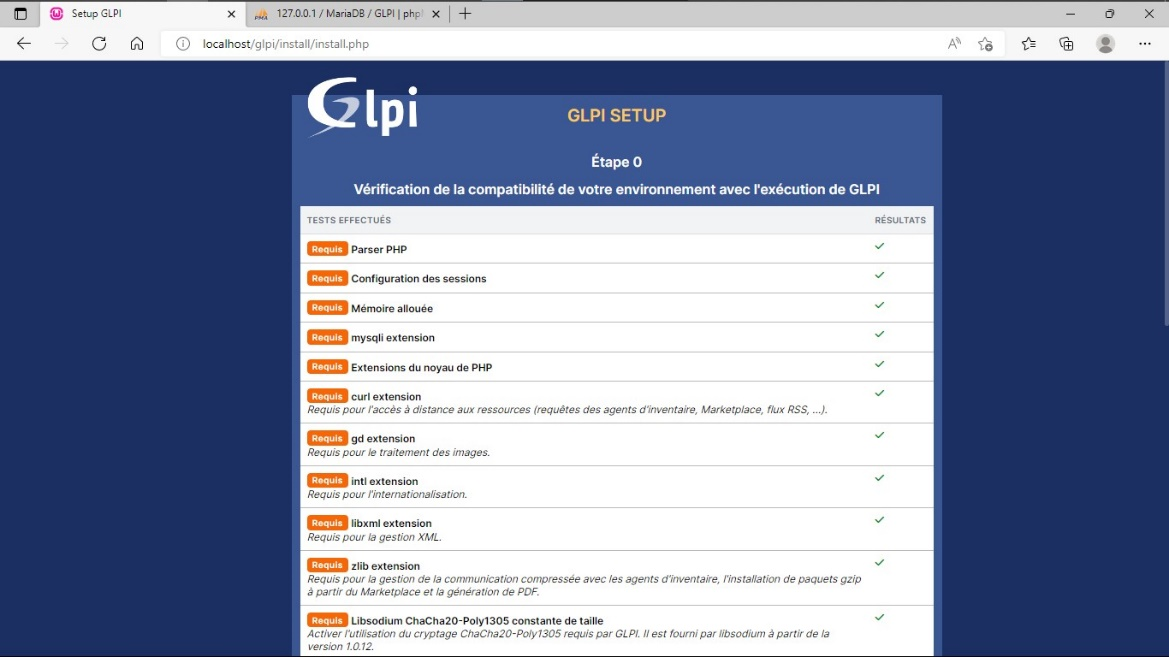 Setup GLPI
127.0.0.1 / MariaDB / GLPI | php
localhost/glpi/install/install.php
Glpi
GLPI SETUP
Étape 0
Vérification de la compatibilité de votre environnement avec l'exécution de GLPI
TESTS EFFECTUÉS RÉSULTATS
Requis Parser PHP
Requis Configuration des sessions
Requis Mémoire allouée
Requis mysqli extension
Requis Extensions du noyau de PHP
Requis curl extension
Requis pour l'accès à distance aux ressources (requêtes des agents d'inventaire, Marketplace, flux RSS, ...).
Requis gd extension
Requis pour le traitement des images.
Requis intl extension
Requis pour l'internationalisation.
Requis libxml extension
Requis pour la gestion XML.
Requis zlib extension
Requis pour la gestion de la communication compressée avec les agents d'inventaire, l'installation de paquets gzip
à partir du Marketplace et la génération de PDF.
Requis Libsodium ChaCha20-Poly1305 constante de taille
Activer l'utilisation du cryptage ChaCha20-Poly1305 requis par GLPI. Il est fourni par libsodium à partir de la
version 1.0.12.